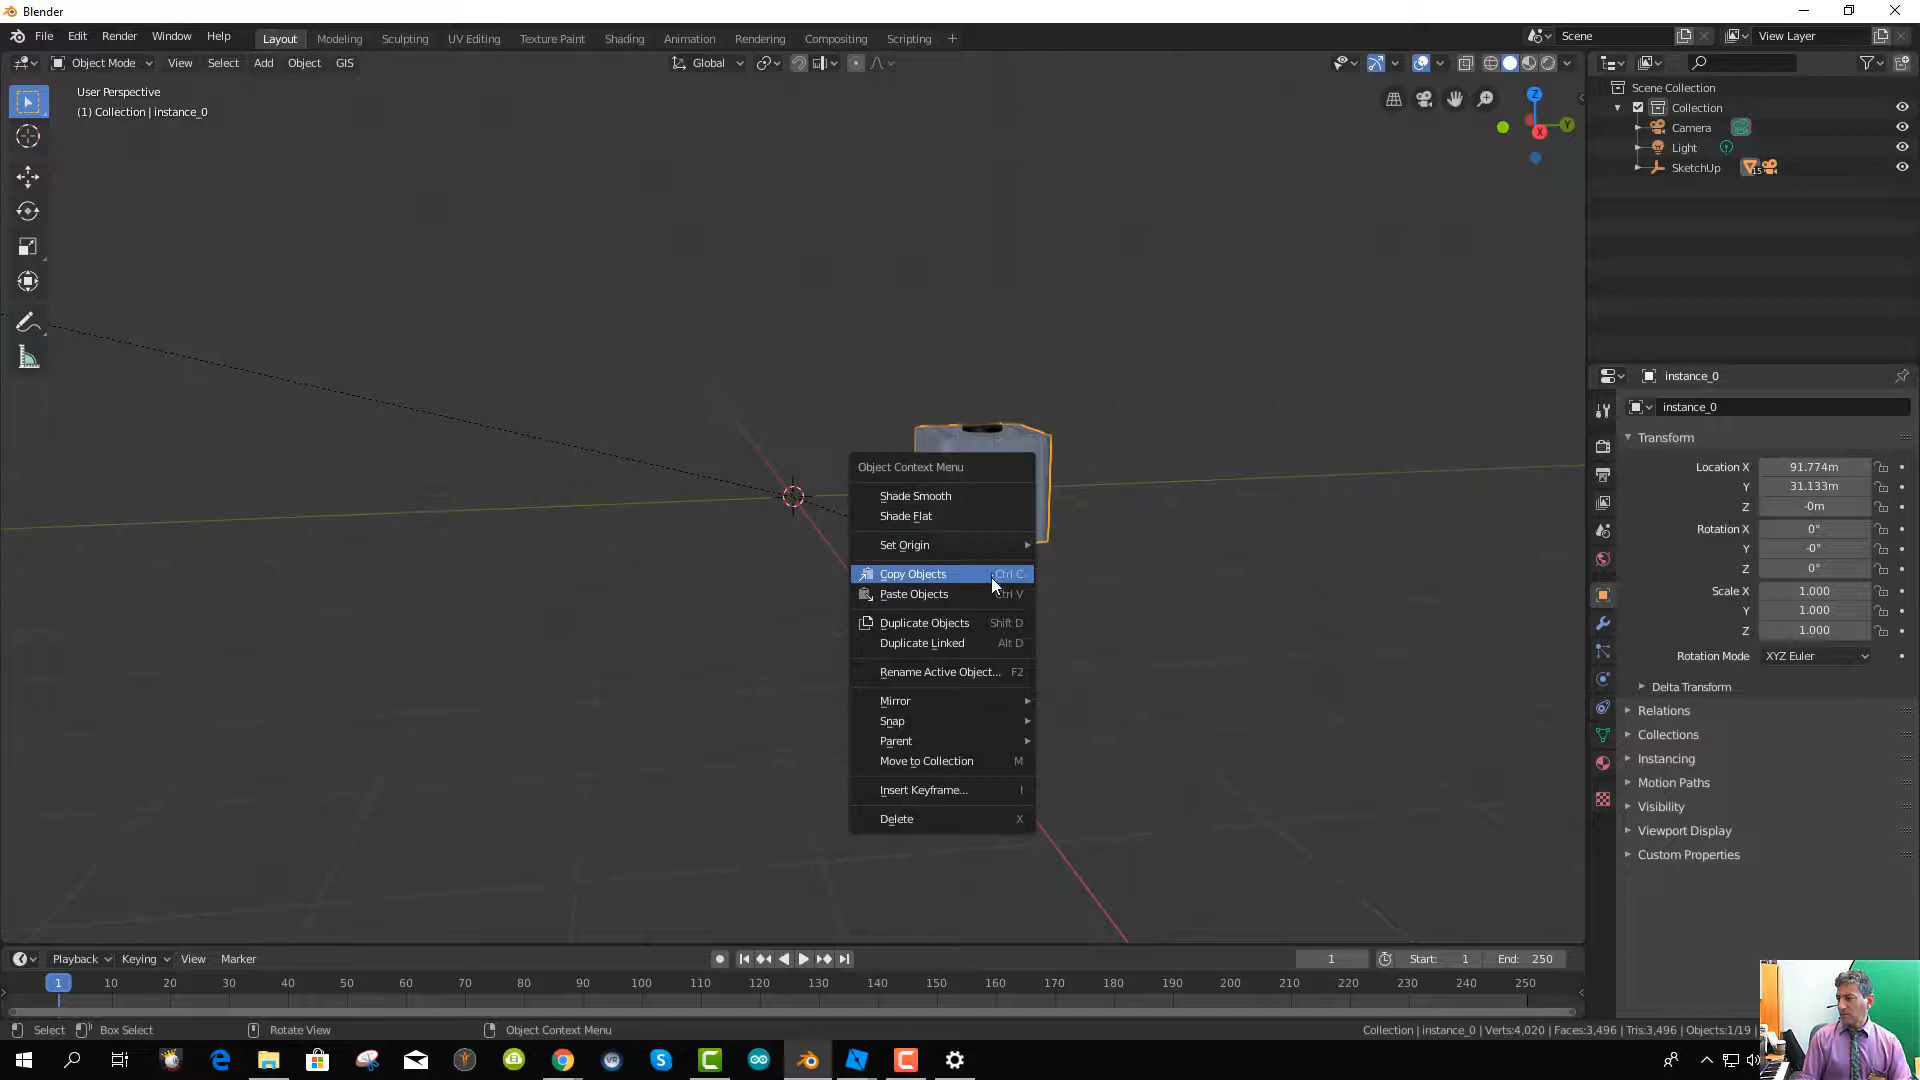 Blender
File Edit Render Window Help
Layout Modeling Sculpting UV Editing Texture Paint Shading Animation Rendering Compositing Scripting
Scene
View Layer
Object Mode View Select Add Object GIS
Global
User Perspective
(1) Collection | instance_0
Z
Y
X
Scene Collection
Collection
Camera
Light
SketchUp
15
Object Context Menu
Shade Smooth
Shade Flat
Set Origin
Copy Objects Ctrl C
Paste Objects trl V
Duplicate Objects Shift D
Duplicate Linked Alt D
Rename Active Object... F2
Mirror
Snap
Parent
Move to Collection M
Insert Keyframe... I
Delete X
instance_0
instance_0
Transform
Location X 91.774m
Y 31.133m
Z -0m
Rotation X 0°
Y -0°
Z 0°
Scale X 1.000
Y 1.000
Z 1.000
Rotation Mode XYZ Euler
Delta Transform
Relations
Collections
Instancing
Motion Paths
Visibility
Viewport Display
Custom Properties
Playback Keying View Marker
1
Start: 1
End: 250
1 10 20 30 40 50 60 70 80 90 100 110 120 130 140 150 160 170 180 190 200 210 220 230 240 250
Select Box Select Rotate View Object Context Menu
Collection | instance_0 | Verts:4,020 | Faces:3,496 | Tris:3,496 | Objects:1/19